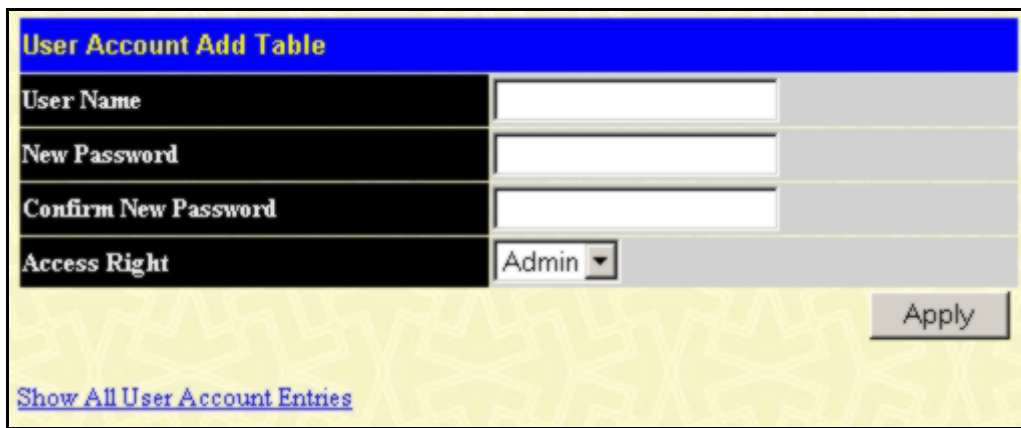 User Account Add Table
User Name
New Password
Confirm New Password
Access Right
Admin
Apply
Show All User Account Entries